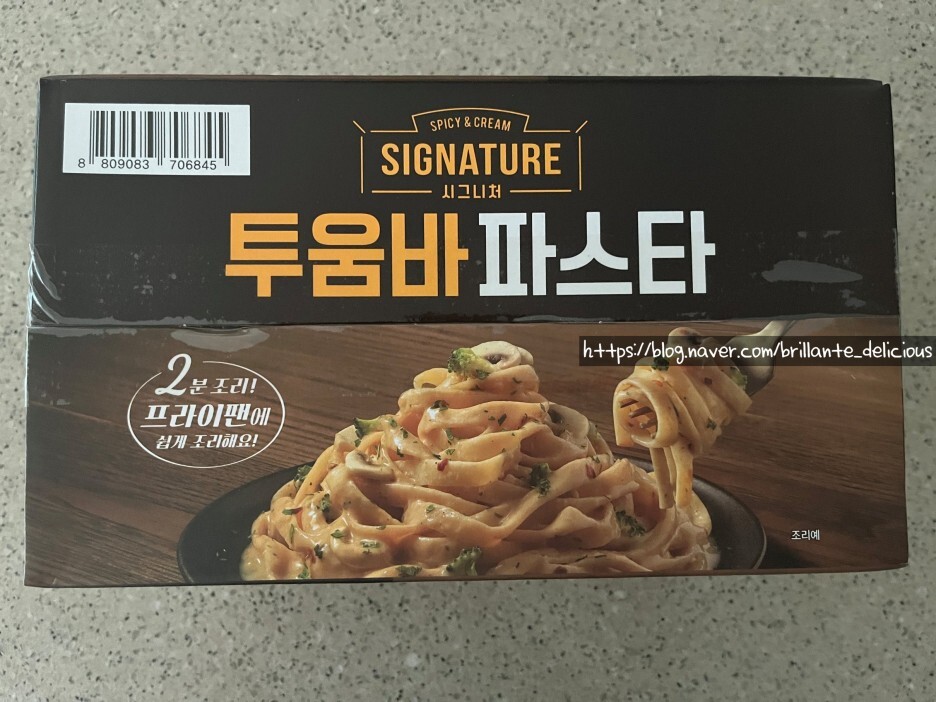 8 809083 706845
SPICY & CREAM
SIGNATURE
시그니처
투움바 파스타
https://blog.naver.com/brillante_delicious
2분 조리!
프라이팬에
쉽게 조리해요!
조리예